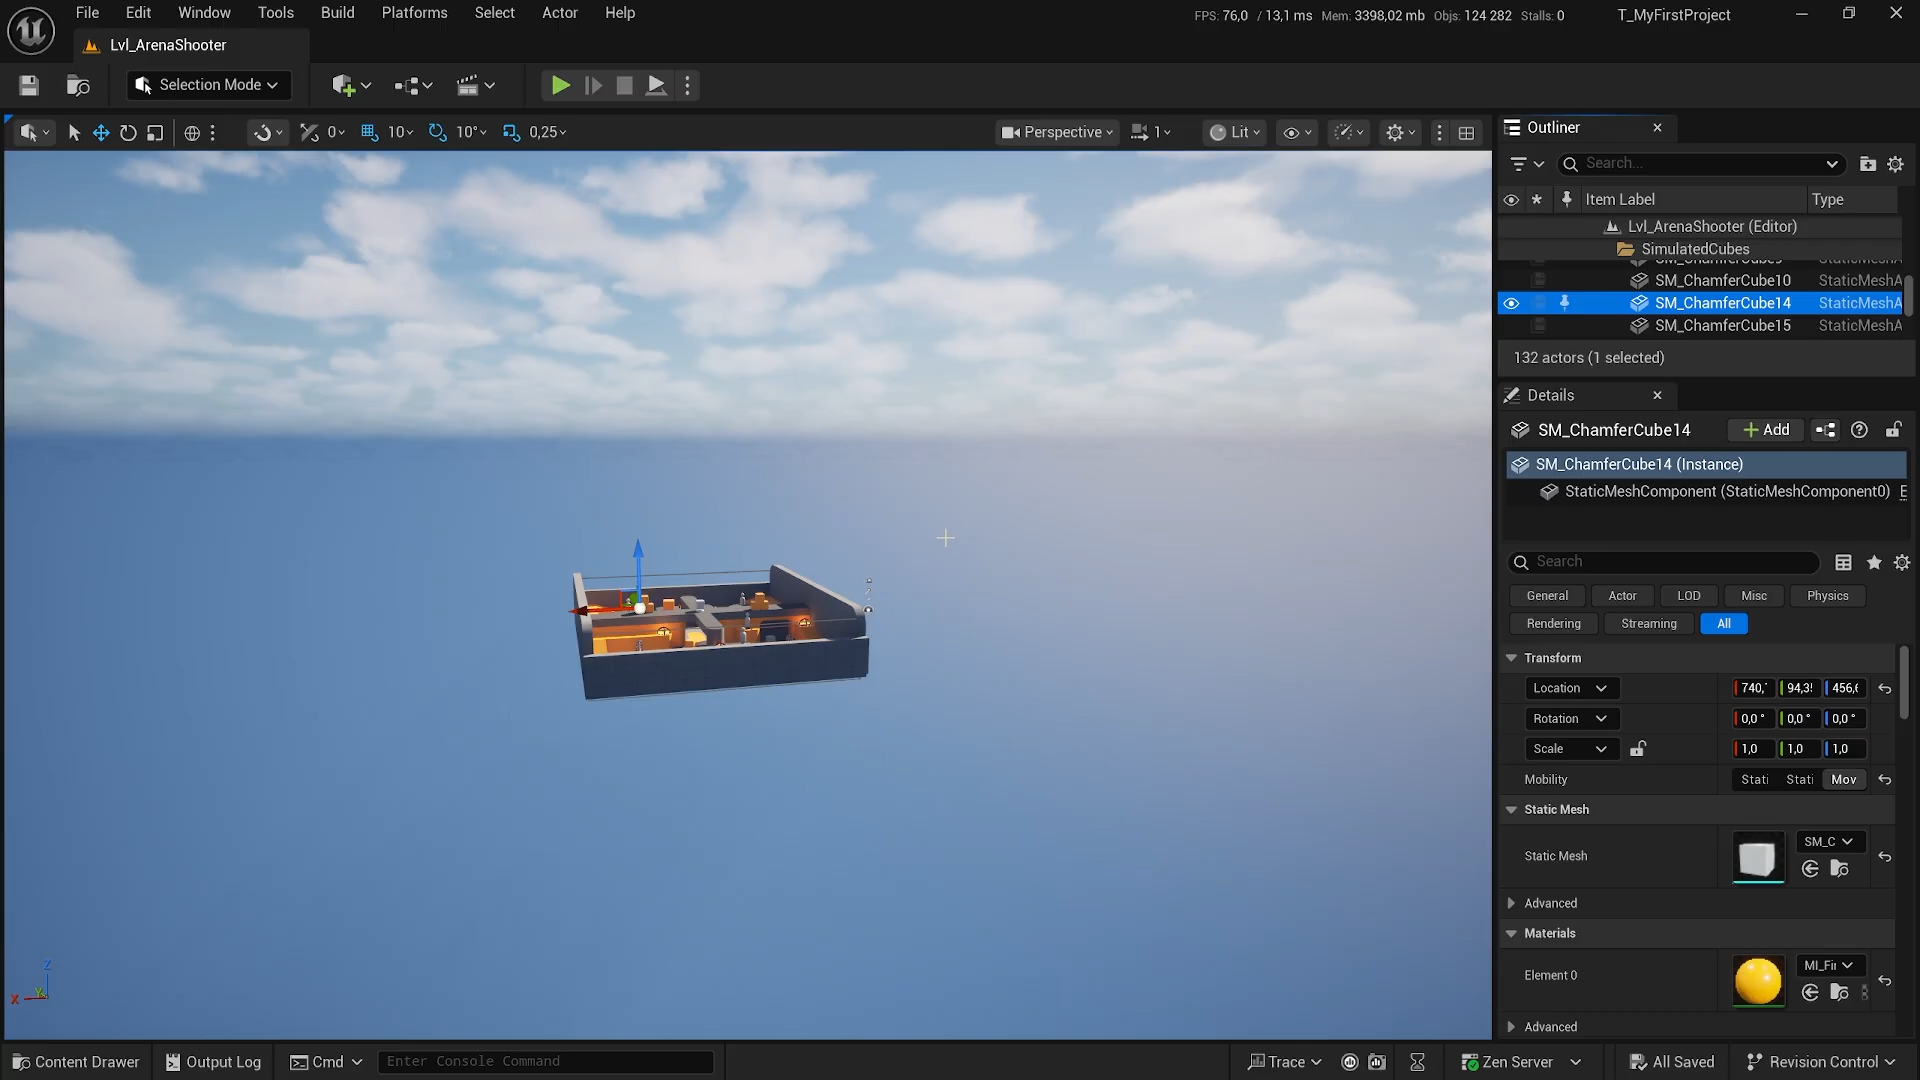 File Edit Window Tools Build Platforms Select Actor Help
FPS: 76,0 / 13,1 ms Mem: 3398,02 mb Objs: 124 282 Stalls: 0
T_MyFirstProject
Lvl_ArenaShooter
Selection Mode
0 10 10° 0,25
Perspective 1 Lit
Outliner
Search...
Item Label Type
Lvl_ArenaShooter (Editor)
SimulatedCubes
SM_ChamferCube10 StaticMeshA
SM_ChamferCube14 StaticMeshA
SM_ChamferCube15 StaticMeshA
132 actors (1 selected)
Details
SM_ChamferCube14 Add
SM_ChamferCube14 (Instance)
StaticMeshComponent (StaticMeshComponent0) E
Search
General Actor LOD Misc Physics
Rendering Streaming All
Transform
Location 740, 94,3 456,6
Rotation 0,0 ° 0,0 ° 0,0 °
Scale 1,0 1,0 1,0
Mobility Stati Stati Mov
Static Mesh
Static Mesh SM_C
Advanced
Materials
Element 0 MI_Fi
Advanced
Z
X Y
Content Drawer Output Log Cmd Enter Console Command Trace Zen Server All Saved Revision Control